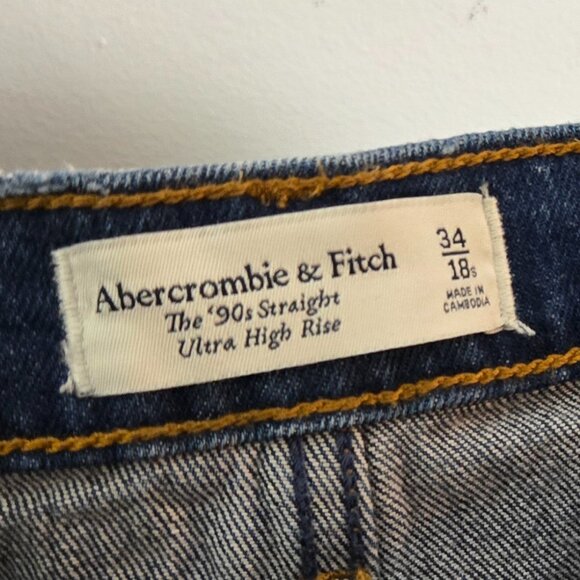 Abercrombie & Fitch
The '90s Straight
Ultra High Rise
34
18s
MADE IN
CAMBODIA